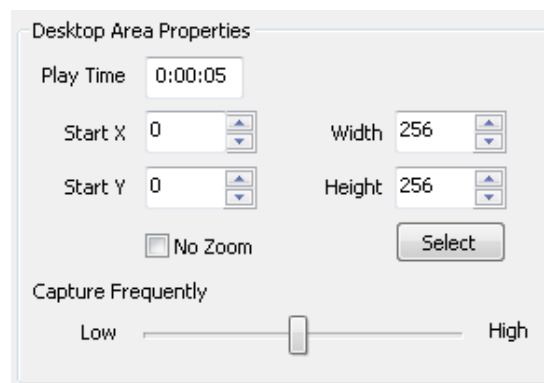 Desktop Area Properties
Play Time 0:00:05
Start X 0 Width 256
Start Y 0 Height 256
No Zoom Select
Capture Frequently
Low High